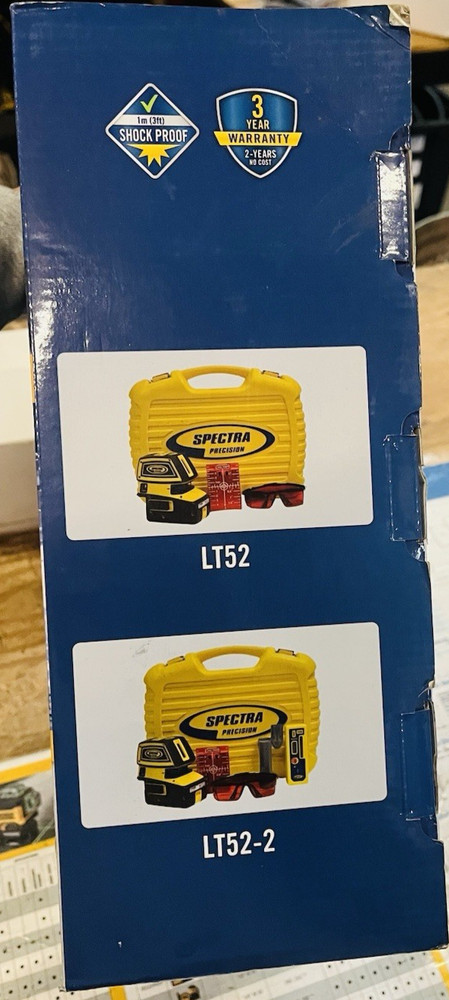 1m (3ft)
SHOCK PROOF
3
YEAR
WARRANTY
2-YEARS
NO COST
SPECTRA
PRECISION
LT52
SPECTRA
PRECISION
LT52-2